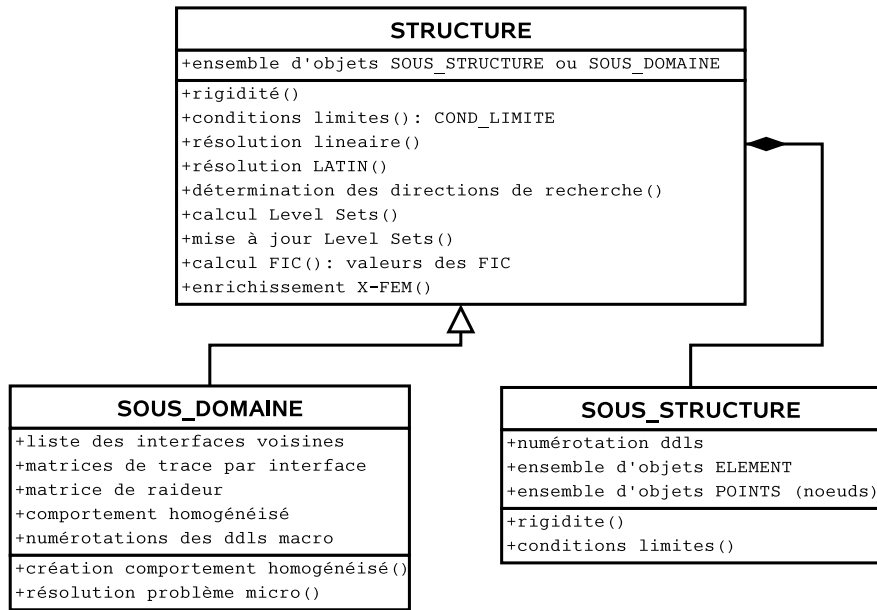 STRUCTURE
+ensemble d'objets SOUS_STRUCTURE ou SOUS_DOMAINE
+rigidité()
+conditions limites(): COND_LIMITE
+résolution lineaire()
+résolution LATIN()
+détermination des directions de recherche()
+calcul Level Sets()
+mise à jour Level Sets()
+calcul FIC(): valeurs des FIC
+enrichissement X-FEM()
SOUS_DOMAINE
+liste des interfaces voisines
+matrices de trace par interface
+matrice de raideur
+comportement homogénéisé
+numérotations des ddls macro
+création comportement homogénéisé()
+résolution problème micro()
SOUS_STRUCTURE
+numérotation ddls
+ensemble d'objets ELEMENT
+ensemble d'objets POINTS (noeuds)
+rigidite()
+conditions limites()